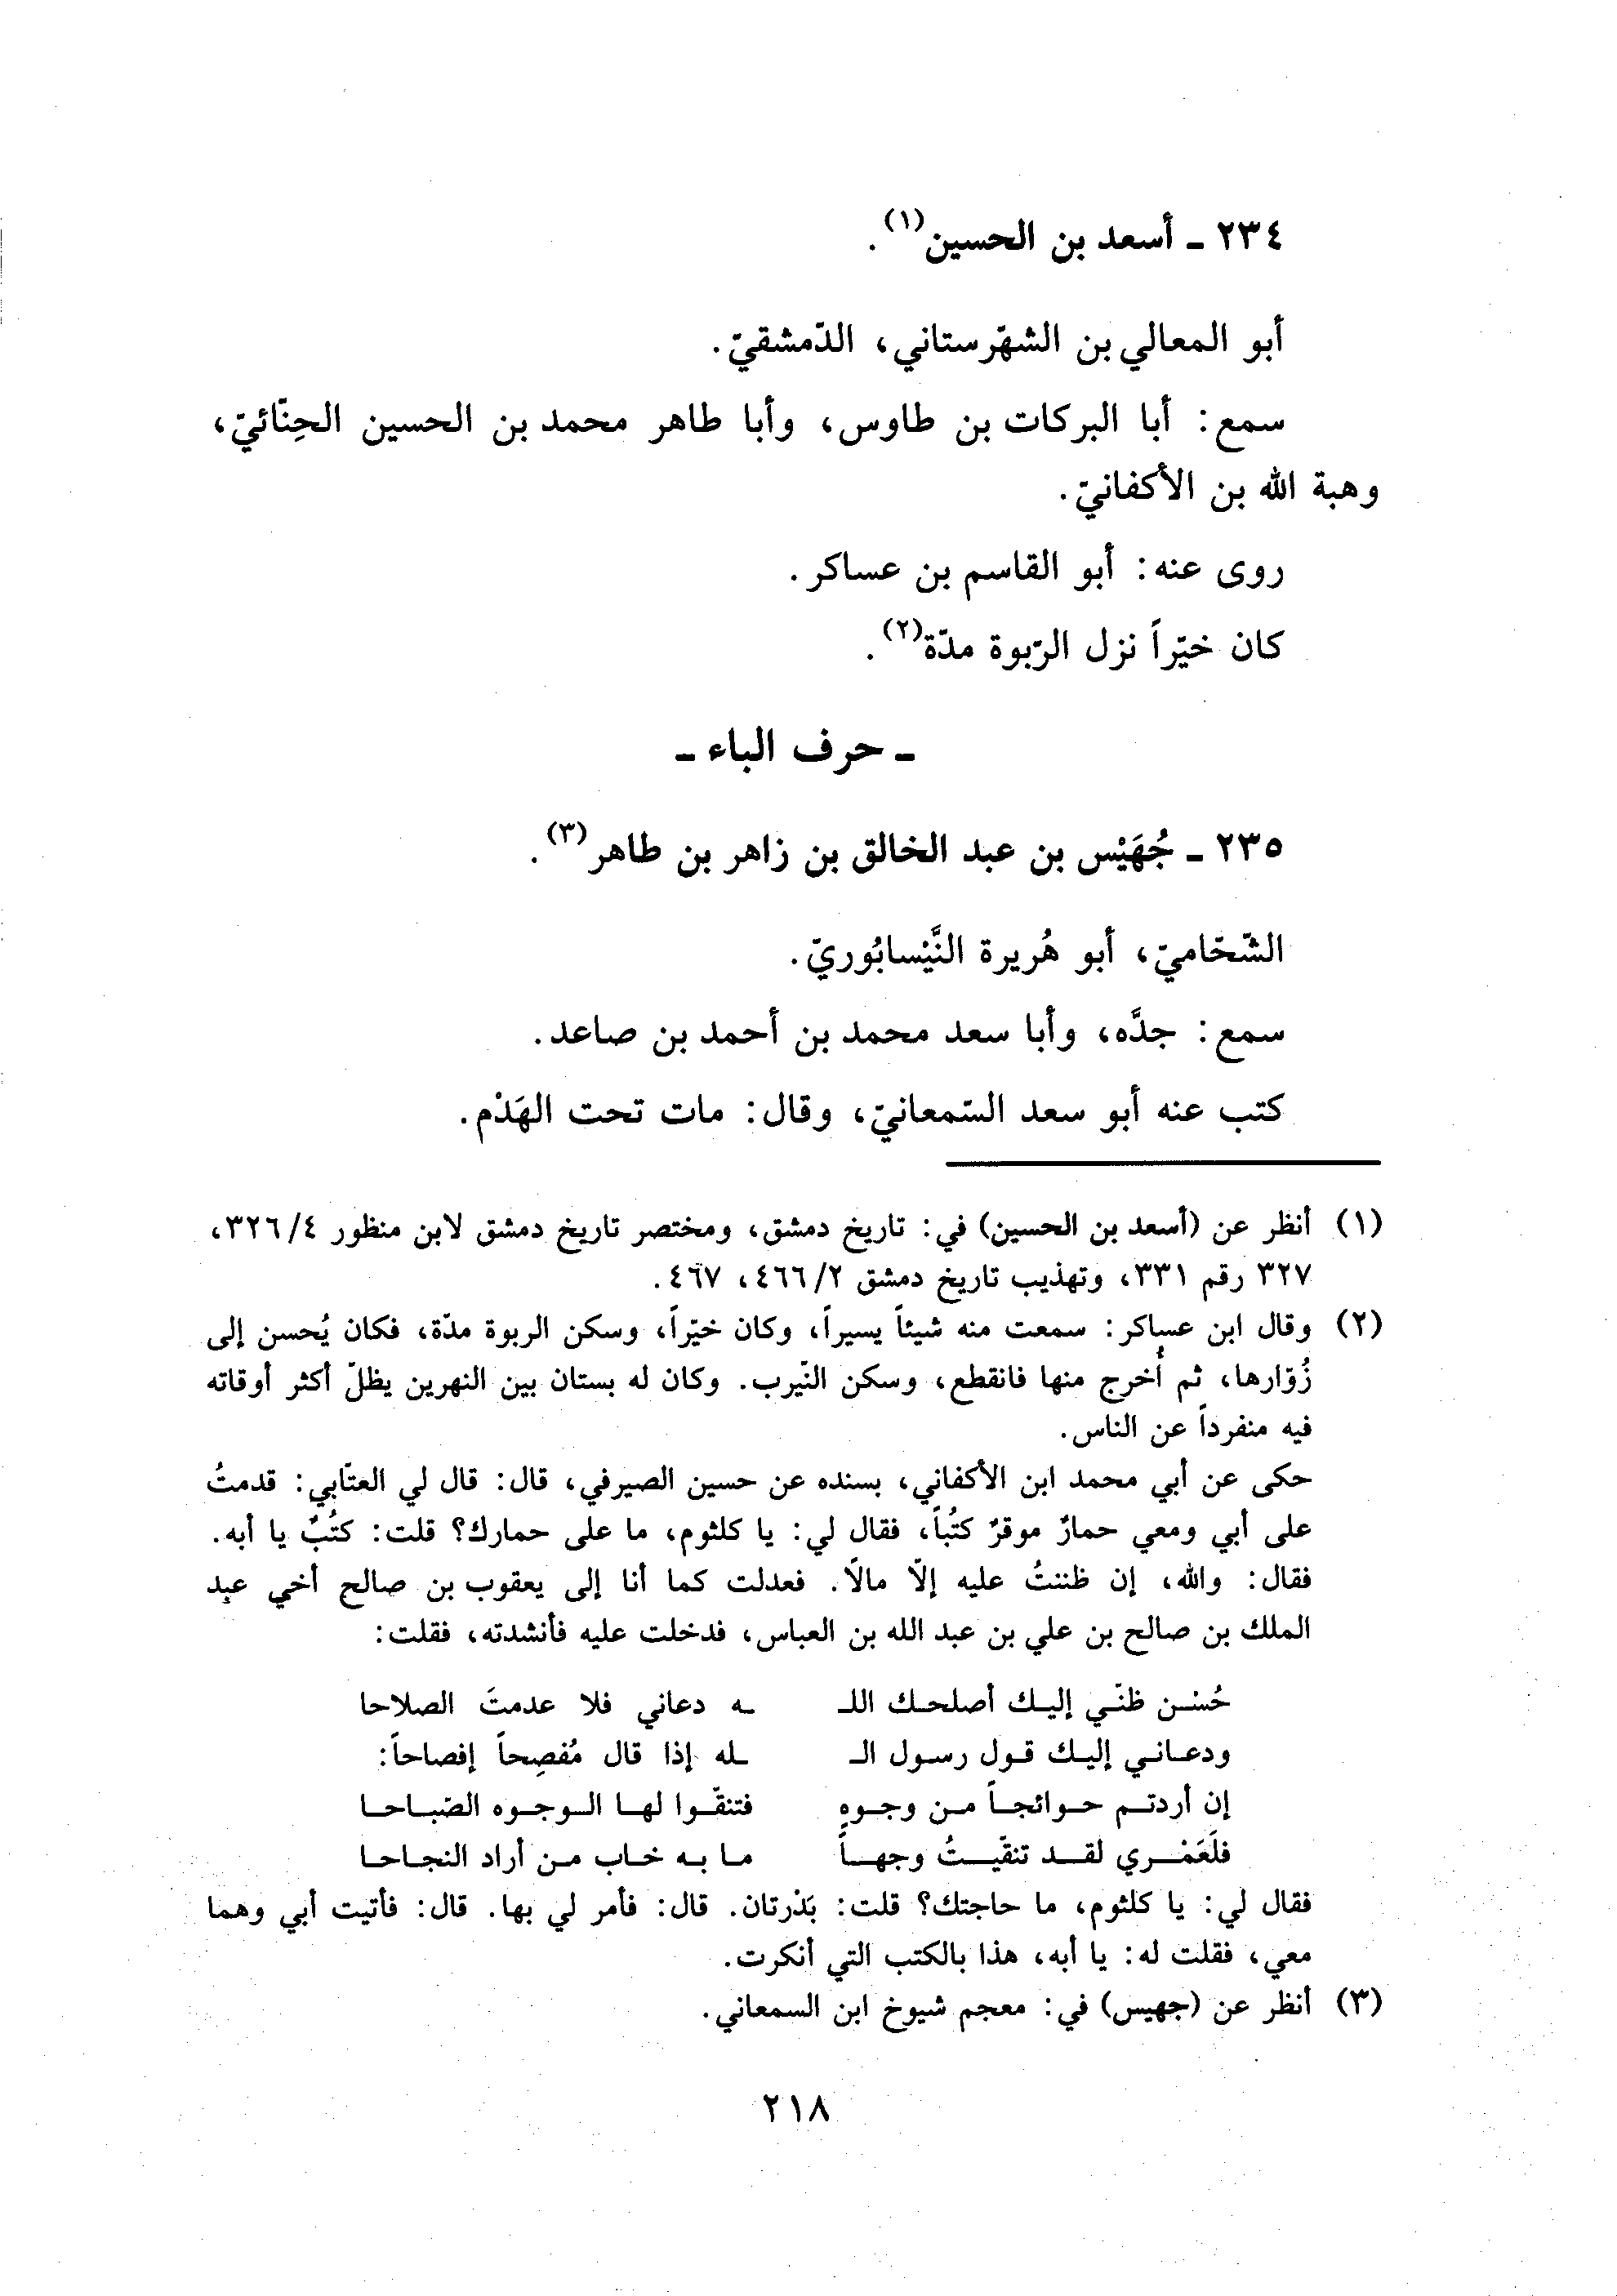 ٢٣٤ ـ أسعد بن الحسين(١).
أبو المعالي بن الشهّرستاني، الدّمشقيّ.
سمع: أبا البركات بن طاوس، وأبا طاهر محمد بن الحسين الحِنّائيّ،
وهبة الله بن الأكفانيّ.
روى عنه: أبو القاسم بن عساكر.
كان خيّراً نزل الرّبوة مدّة(٢).
ـ حرف الباء ـ
٢٣٥ ـ جُهَيْس بن عبد الخالق بن زاهر بن طاهر(٣).
الشّحّاميّ، أبو هُريرة النَّيْسابُوريّ.
سمع: جدَّه، وأبا سعد محمد بن أحمد بن صاعد.
كتب عنه أبو سعد السّمعانيّ، وقال: مات تحت الهَدْم.
(١) أنظر عن (أسعد بن الحسين) في: تاريخ دمشق، ومختصر تاريخ دمشق لابن منظور ٤/ ٣٢٦،
٣٢٧ رقم ٣٣١، وتهذيب تاريخ دمشق ٢/ ٤٦٦، ٤٦٧.
(٢) وقال ابن عساكر: سمعت منه شيئاً يسيراً، وكان خيّراً، وسكن الربوة مدّة، فكان يُحسن إلى
زُوّارها، ثم أُخرج منها فانقطع، وسكن النّيرب. وكان له بستان بين النهرين يظلّ أكثر أوقاته
فيه منفرداً عن الناس.
حكى عن أبي محمد ابن الأكفاني، بسنده عن حسين الصيرفي، قال: قال لي العتّابي: قدمتُ
على أبي ومعي حمارٌ موقرٌ كتُباً، فقال لي: يا كلثوم، ما على حمارك؟ قلت: كتُبٌ يا أبه.
فقال: والله، إن ظننتُ عليه إلّا مالًا. فعدلت كما أنا إلى يعقوب بن صالح أخي عبد
الملك بن صالح بن علي بن عبد الله بن العباس، فدخلت عليه فأنشدته، فقلت:
حُسْـن ظنّـي إليـك أصلحـك اللـ ـه دعاني فلا عدمتَ الصلاحا
ودعـانـي إليـك قـول رسـول الـ ـله إذا قال مُفصِحاً إفصاحاً:
إن أردتـم حـوائجـاً مـن وجـوهٍ فتنقّـوا لهـا الـوجـوه الصّبـاحـا
فلَعَمْـري لقـد تنقّيـتُ وجهـاً مـا بـه خـاب مـن أراد النجـاحـا
فقال لي: يا كلثوم، ما حاجتك؟ قلت: بَدْرتان. قال: فأمر لي بها. قال: فأتيت أبي وهما
معي، فقلت له: يا أبه، هذا بالكتب التي أنكرت.
(٣) أنظر عن (جهيس) في: معجم شيوخ ابن السمعاني.
٢١٨